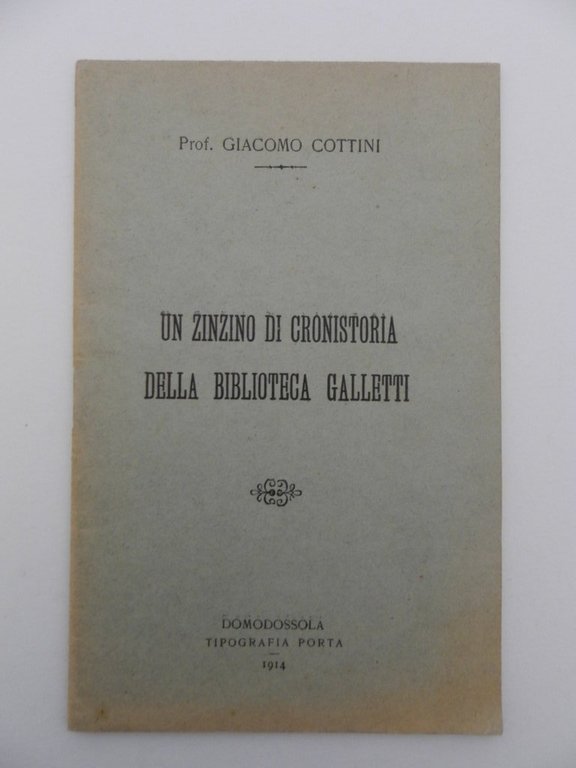 Prof. GIACOMO COTTINI
UN ZINZINO DI CRONISTORIA
DELLA BIBLIOTECA GALLETTI
DOMODOSSOLA
TIPOGRAFIA PORTA
1914